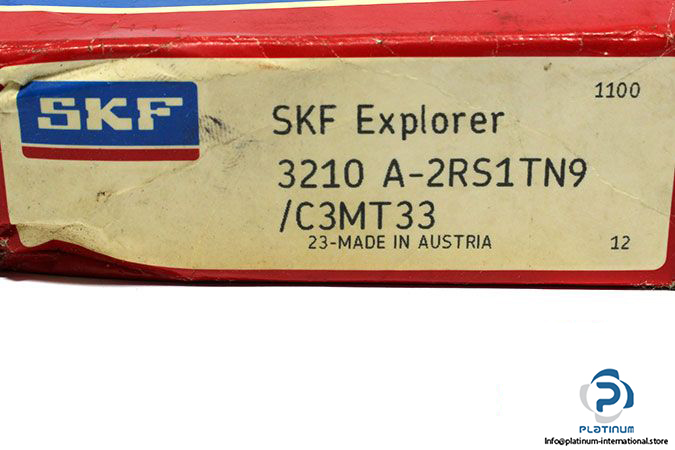 SKF
SKF Explorer
1100
3210 A-2RS1TN9
/C3MT33
23-MADE IN AUSTRIA
12
PLATINUM
Info@platinum-international.store